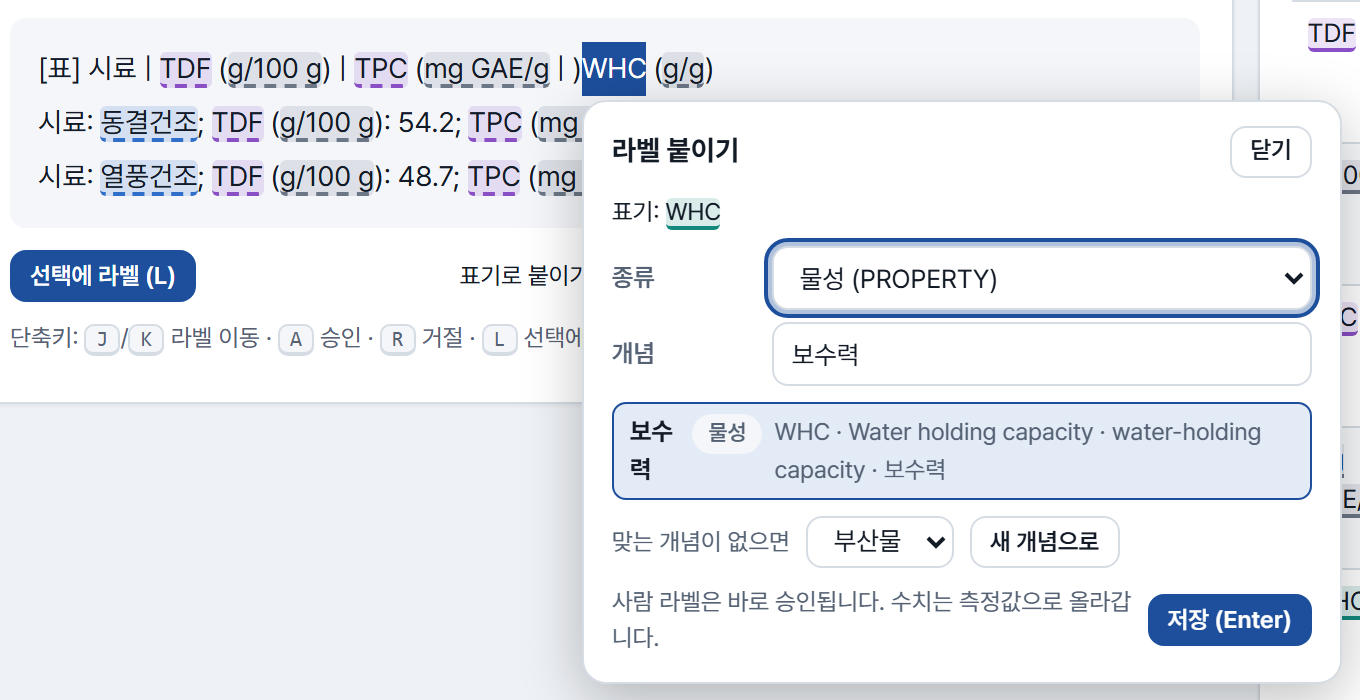 [표] 시료 | TDF (g/100 g) | TPC (mg GAE/g | )WHC (g/g)
시료: 동결건조; TDF (g/100 g): 54.2; TPC (mg
시료: 열풍건조; TDF (g/100 g): 48.7; TPC (mg
선택에 라벨 (L)
표기로 붙이기
단축키: J/K 라벨 이동 · A 승인 · R 거절 · L 선택에
라벨 붙이기
닫기
표기: WHC
종류
물성 (PROPERTY)
개념
보수력
보수력 물성 WHC · Water holding capacity · water-holding
capacity · 보수력
맞는 개념이 없으면 부산물 새 개념으로
사람 라벨은 바로 승인됩니다. 수치는 측정값으로 올라갑
니다.
저장 (Enter)
TDF